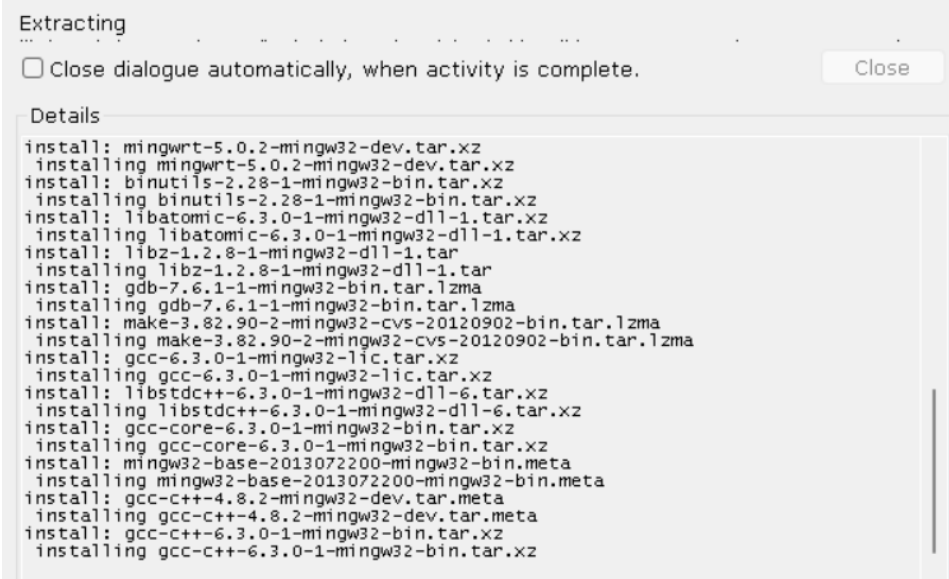 Extracting
Close dialogue automatically, when activity is complete.
Close
Details
install: mingwrt-5.0.2-mingw32-dev.tar.xz
 installing mingwrt-5.0.2-mingw32-dev.tar.xz
install: binutils-2.28-1-mingw32-bin.tar.xz
 installing binutils-2.28-1-mingw32-bin.tar.xz
install: libatomic-6.3.0-1-mingw32-dll-1.tar.xz
 installing libatomic-6.3.0-1-mingw32-dll-1.tar.xz
install: libz-1.2.8-1-mingw32-dll-1.tar
 installing libz-1.2.8-1-mingw32-dll-1.tar
install: gdb-7.6.1-1-mingw32-bin.tar.lzma
 installing gdb-7.6.1-1-mingw32-bin.tar.lzma
install: make-3.82.90-2-mingw32-cvs-20120902-bin.tar.lzma
 installing make-3.82.90-2-mingw32-cvs-20120902-bin.tar.lzma
install: gcc-6.3.0-1-mingw32-lic.tar.xz
 installing gcc-6.3.0-1-mingw32-lic.tar.xz
install: libstdc++-6.3.0-1-mingw32-dll-6.tar.xz
 installing libstdc++-6.3.0-1-mingw32-dll-6.tar.xz
install: gcc-core-6.3.0-1-mingw32-bin.tar.xz
 installing gcc-core-6.3.0-1-mingw32-bin.tar.xz
install: mingw32-base-2013072200-mingw32-bin.meta
 installing mingw32-base-2013072200-mingw32-bin.meta
install: gcc-c++-4.8.2-mingw32-dev.tar.meta
 installing gcc-c++-4.8.2-mingw32-dev.tar.meta
install: gcc-c++-6.3.0-1-mingw32-bin.tar.xz
 installing gcc-c++-6.3.0-1-mingw32-bin.tar.xz